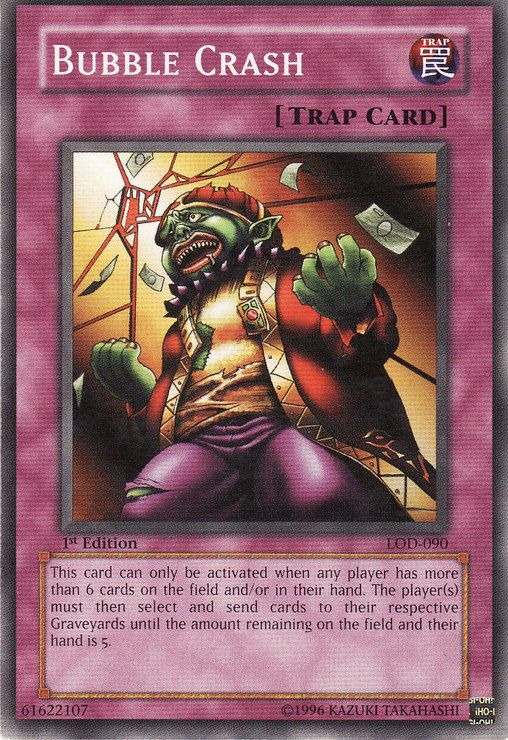 BUBBLE CRASH
TRAP
罠
[TRAP CARD]
1st Edition
LOD-090
This card can only be activated when any player has more
than 6 cards on the field and/or in their hand. The player(s)
must then select and send cards to their respective
Graveyards until the amount remaining on the field and their
hand is 5.
61622107
©1996 KAZUKI TAKAHASHI